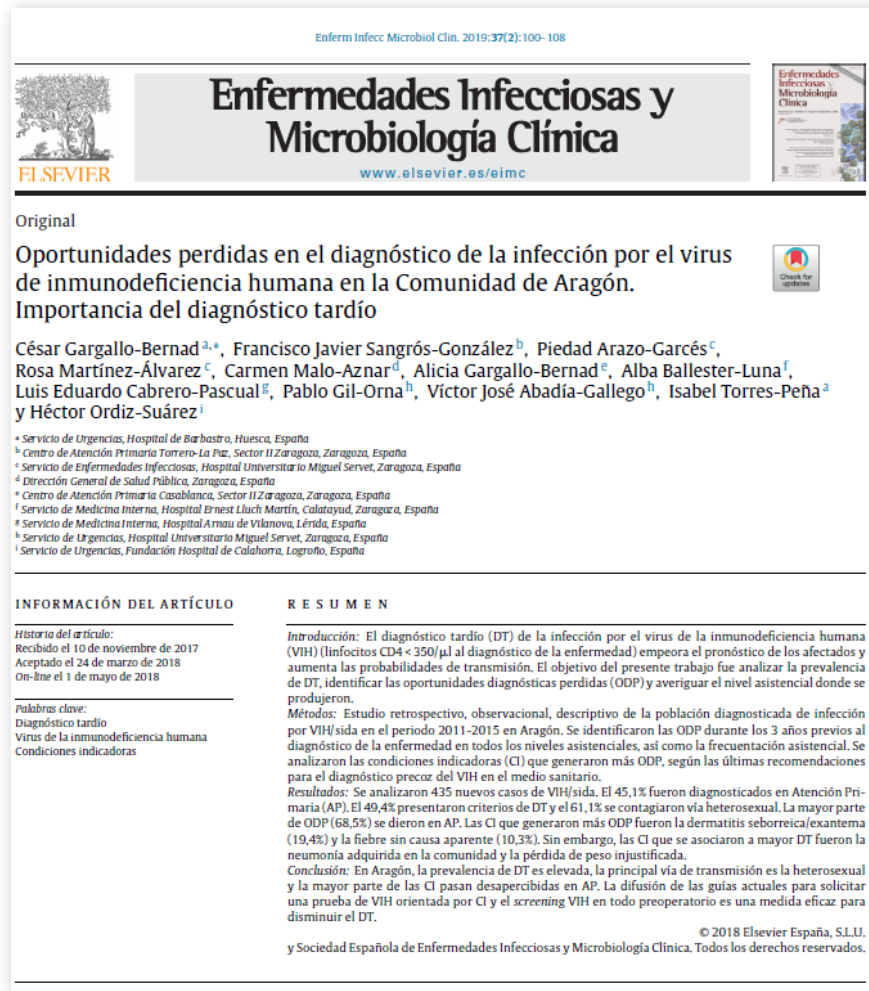 Enferm Infecc Microbiol Clin. 2019;37(2):100–108
ELSEVIER
Enfermedades Infecciosas y
Microbiología Clínica
www.elsevier.es/eimc
Enfermedades
Infecciosas y
Microbiología
Clínica
Original
Oportunidades perdidas en el diagnóstico de la infección por el virus
de inmunodeficiencia humana en la Comunidad de Aragón.
Importancia del diagnóstico tardío
Check for
updates
César Gargallo-Bernad a,*, Francisco Javier Sangrós-González b, Piedad Arazo-Garcés c,
Rosa Martínez-Álvarez c, Carmen Malo-Aznar d, Alicia Gargallo-Bernad e, Alba Ballester-Luna f,
Luis Eduardo Cabrero-Pascual g, Pablo Gil-Orna h, Víctor José Abadía-Gallego h, Isabel Torres-Peña a
y Héctor Ordiz-Suárez i
a Servicio de Urgencias, Hospital de Barbastro, Huesca, España
b Centro de Atención Primaria Torrero-La Paz, Sector II Zaragoza, Zaragoza, España
c Servicio de Enfermedades Infecciosas, Hospital Universitario Miguel Servet, Zaragoza, España
d Dirección General de Salud Pública, Zaragoza, España
e Centro de Atención Primaria Casablanca, Sector II Zaragoza, Zaragoza, España
f Servicio de Medicina Interna, Hospital Ernest Lluch Martín, Calatayud, Zaragoza, España
g Servicio de Medicina Interna, Hospital Arnau de Vilanova, Lérida, España
h Servicio de Urgencias, Hospital Universitario Miguel Servet, Zaragoza, España
i Servicio de Urgencias, Fundación Hospital de Calahorra, Logroño, España
INFORMACIÓN DEL ARTÍCULO
Historia del artículo:
Recibido el 10 de noviembre de 2017
Aceptado el 24 de marzo de 2018
On-line el 1 de mayo de 2018
Palabras clave:
Diagnóstico tardío
Virus de la inmunodeficiencia humana
Condiciones indicadoras
RESUMEN
Introducción: El diagnóstico tardío (DT) de la infección por el virus de la inmunodeficiencia humana
(VIH) (linfocitos CD4 < 350/μl al diagnóstico de la enfermedad) empeora el pronóstico de los afectados y
aumenta las probabilidades de transmisión. El objetivo del presente trabajo fue analizar la prevalencia
de DT, identificar las oportunidades diagnósticas perdidas (ODP) y averiguar el nivel asistencial donde se
produjeron.
Métodos: Estudio retrospectivo, observacional, descriptivo de la población diagnosticada de infección
por VIH/sida en el periodo 2011-2015 en Aragón. Se identificaron las ODP durante los 3 años previos al
diagnóstico de la enfermedad en todos los niveles asistenciales, así como la frecuentación asistencial. Se
analizaron las condiciones indicadoras (CI) que generaron más ODP, según las últimas recomendaciones
para el diagnóstico precoz del VIH en el medio sanitario.
Resultados: Se analizaron 435 nuevos casos de VIH/sida. El 45,1% fueron diagnosticados en Atención Pri-
maria (AP). El 49,4% presentaron criterios de DT y el 61,1% se contagiaron vía heterosexual. La mayor parte
de ODP (68,5%) se dieron en AP. Las CI que generaron más ODP fueron la dermatitis seborreica/exantema
(19,4%) y la fiebre sin causa aparente (10,3%). Sin embargo, las CI que se asociaron a mayor DT fueron la
neumonía adquirida en la comunidad y la pérdida de peso injustificada.
Conclusión: En Aragón, la prevalencia de DT es elevada, la principal vía de transmisión es la heterosexual
y la mayor parte de las CI pasan desapercibidas en AP. La difusión de las guías actuales para solicitar
una prueba de VIH orientada por CI y el screening VIH en todo preoperatorio es una medida eficaz para
disminuir el DT.
© 2018 Elsevier España, S.L.U.
y Sociedad Española de Enfermedades Infecciosas y Microbiología Clínica. Todos los derechos reservados.